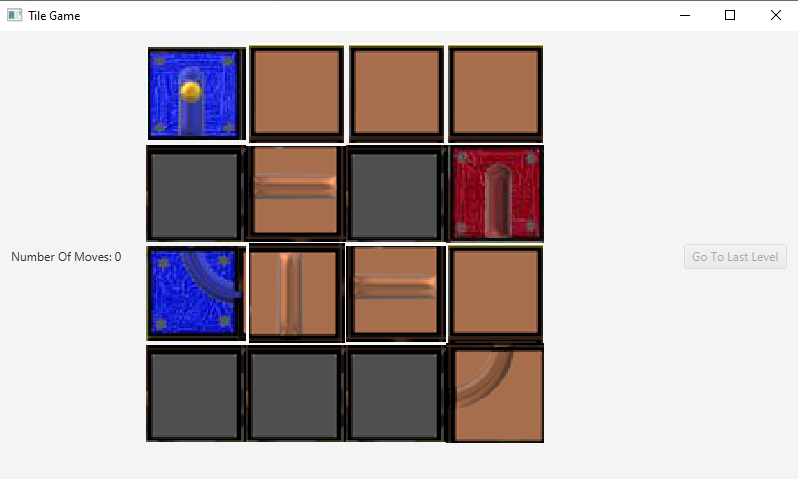 Tile Game
Number Of Moves: 0
Go To Last Level